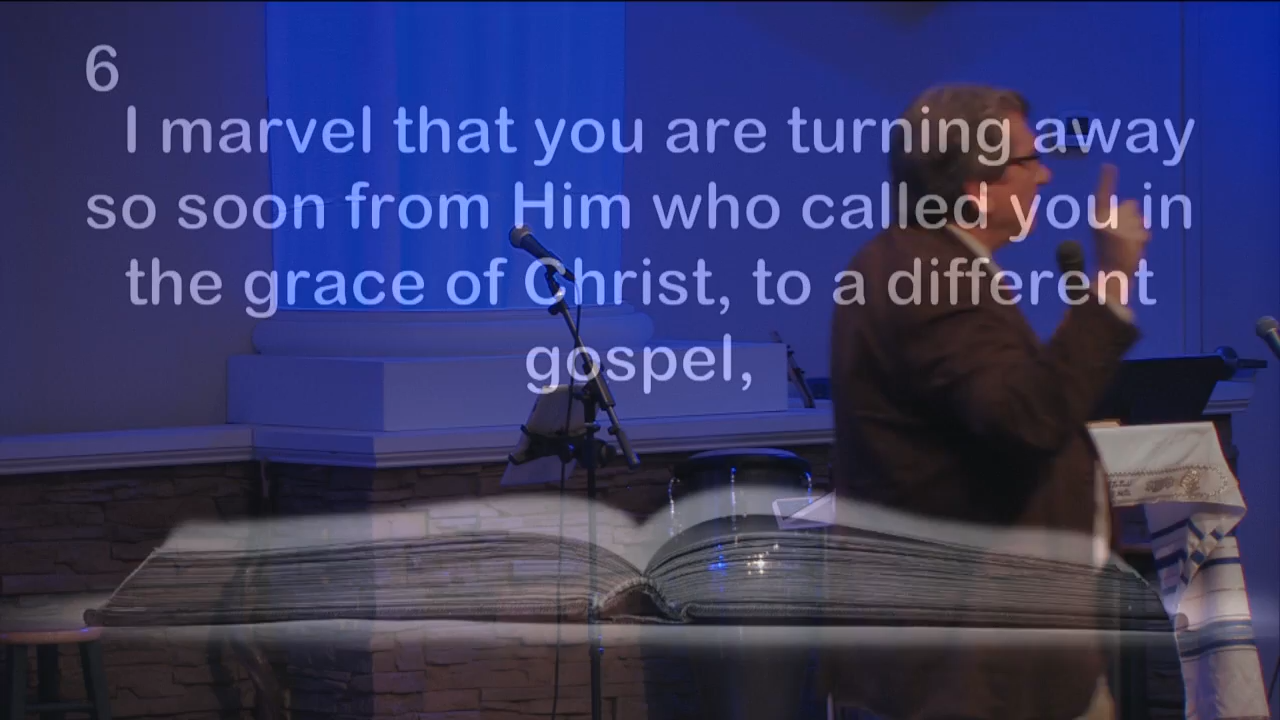 6
I marvel that you are turning away
so soon from Him who called you in
the grace of Christ, to a different
gospel,